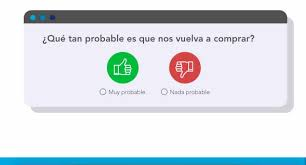 ¿Qué tan probable es que nos vuelva a comprar?
Muy probable.
Nada probable